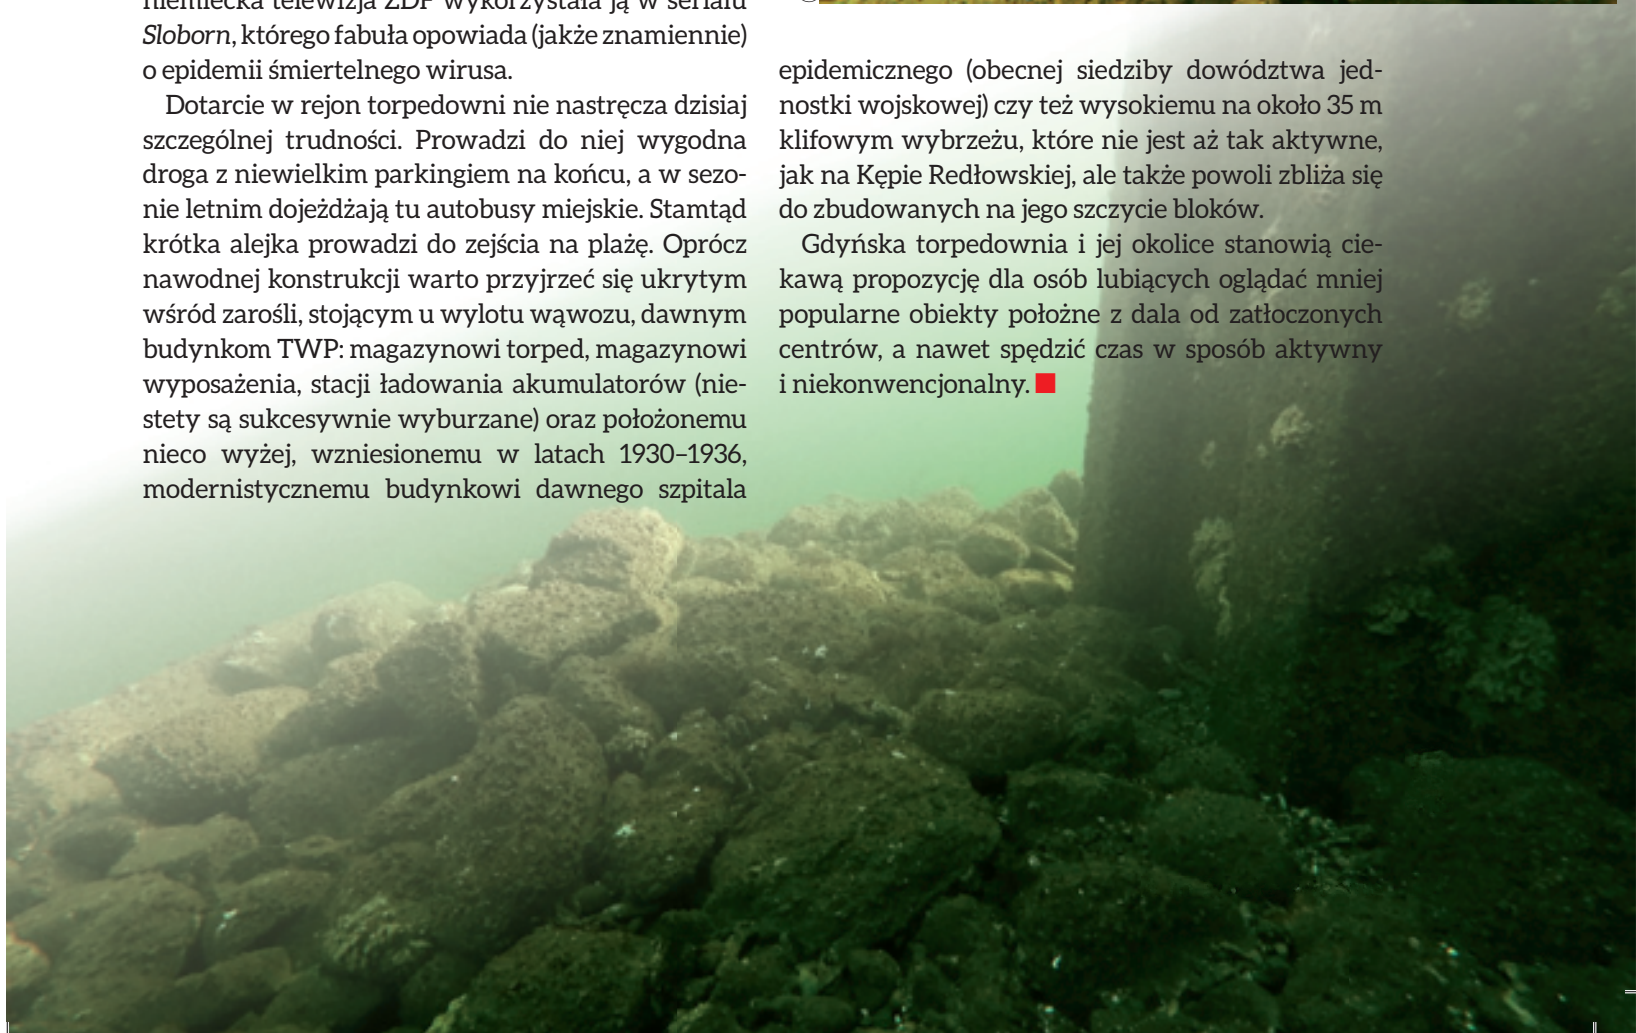 niemiecka telewizja ZDF wykorzystała ją w serialu
Sloborn, którego fabuła opowiada (jakże znamiennie)
o epidemii śmiertelnego wirusa.
Dotarcie w rejon torpedowni nie nastręcza dzisiaj
szczególnej trudności. Prowadzi do niej wygodna
droga z niewielkim parkingiem na końcu, a w sezo-
nie letnim dojeżdżają tu autobusy miejskie. Stamtąd
krótka alejka prowadzi do zejścia na plażę. Oprócz
nawodnej konstrukcji warto przyjrzeć się ukrytym
wśród zarośli, stojącym u wylotu wąwozu, dawnym
budynkom TWP: magazynowi torped, magazynowi
wyposażenia, stacji ładowania akumulatorów (nie-
stety są sukcesywnie wyburzane) oraz położonemu
nieco wyżej, wzniesionemu w latach 1930–1936,
modernistycznemu budynkowi dawnego szpitala
epidemicznego (obecnej siedziby dowództwa jed-
nostki wojskowej) czy też wysokiemu na około 35 m
klifowym wybrzeżu, które nie jest aż tak aktywne,
jak na Kępie Redłowskiej, ale także powoli zbliża się
do zbudowanych na jego szczycie bloków.
Gdyńska torpedownia i jej okolice stanowią cie-
kawą propozycję dla osób lubiących oglądać mniej
popularne obiekty położne z dala od zatłoczonych
centrów, a nawet spędzić czas w sposób aktywny
i niekonwencjonalny.